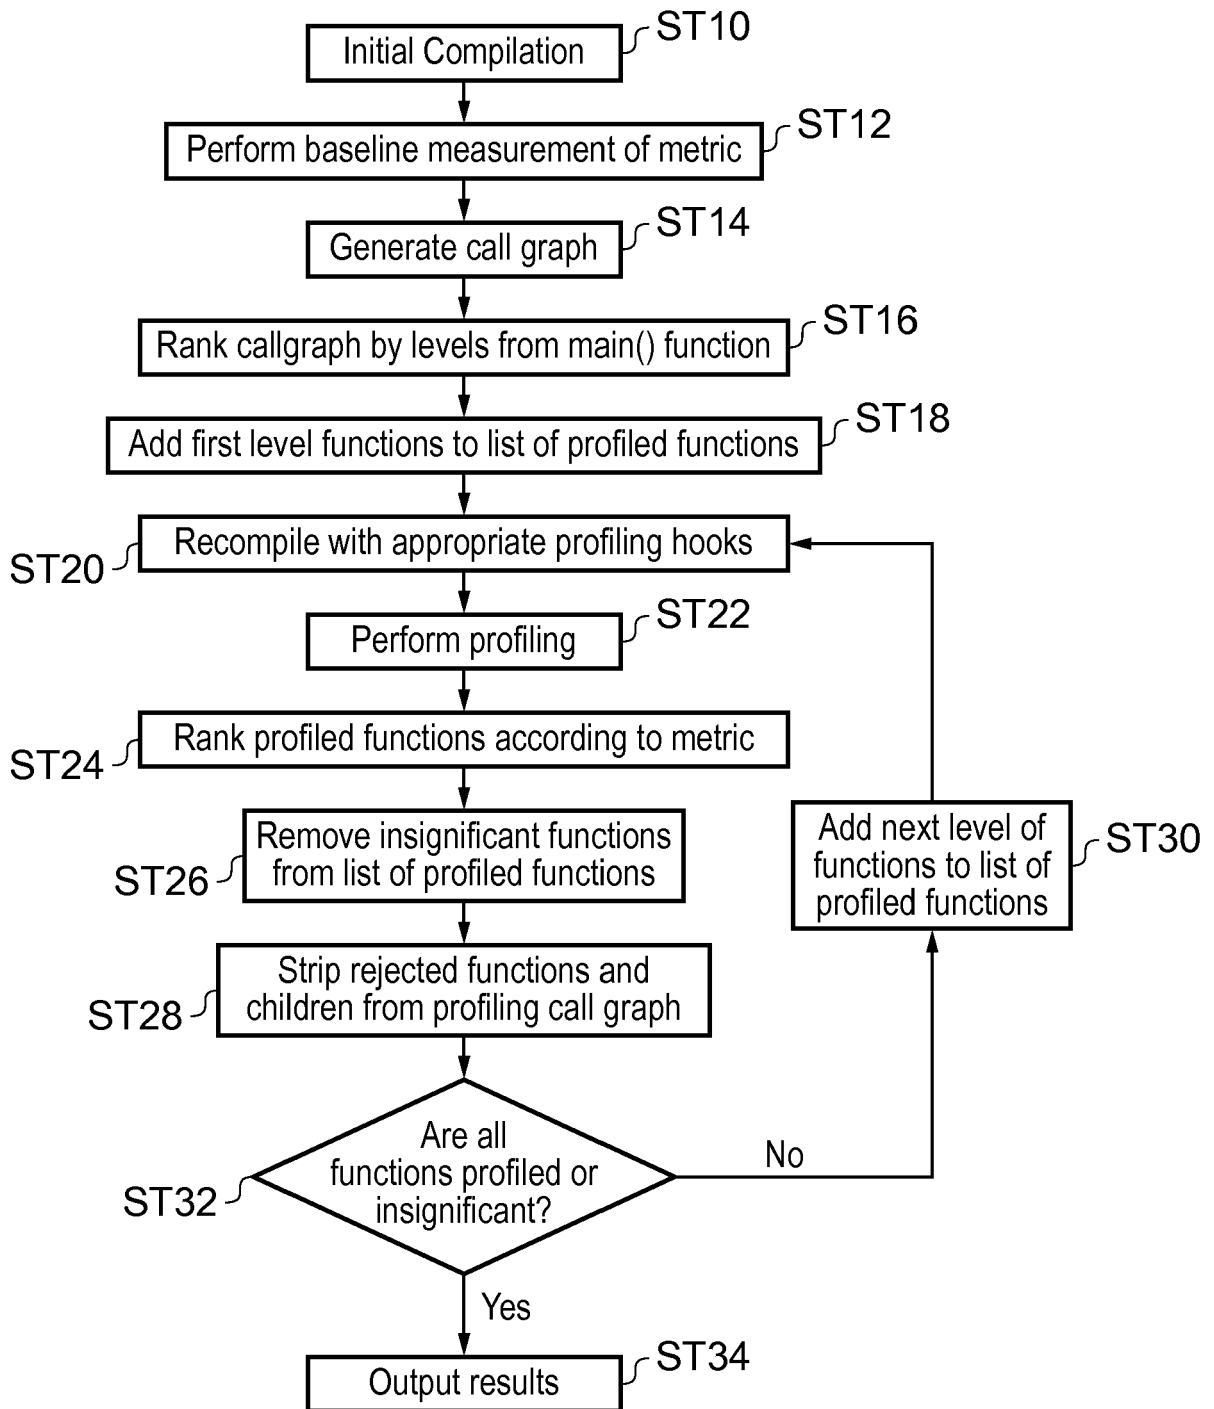 Initial Compilation
ST10
Perform baseline measurement of metric
ST12
Generate call graph
ST14
Rank callgraph by levels from main() function
ST16
Add first level functions to list of profiled functions
ST18
Recompile with appropriate profiling hooks
ST20
Perform profiling
ST22
Rank profiled functions according to metric
ST24
Remove insignificant functions
from list of profiled functions
ST26
Add next level of
functions to list of
profiled functions
ST30
Strip rejected functions and
children from profiling call graph
ST28
Are all
functions profiled or
insignificant?
ST32
No
Yes
Output results
ST34